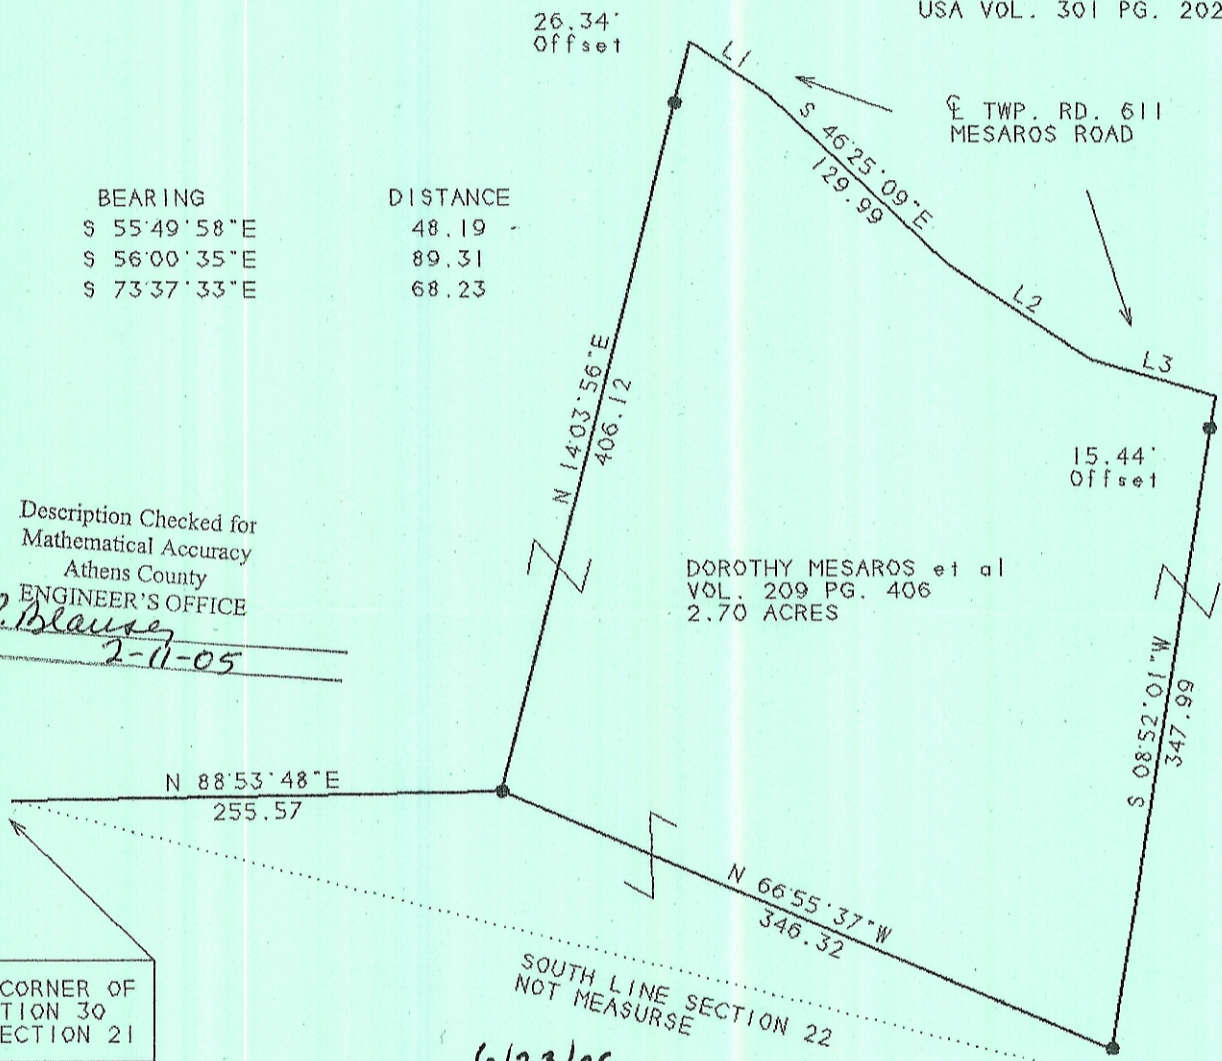 26.34'
Offset
USA VOL. 301 PG. 202
L1
℄ TWP. RD. 611
MESAROS ROAD
S 46°25'09"E
129.99
BEARING DISTANCE
S 55°49'58"E 48.19
S 56°00'35"E 89.31
S 73°37'33"E 68.23
L2
L3
N 14°03'56"E
406.12
15.44'
Offset
Description Checked for
Mathematical Accuracy
Athens County
ENGINEER'S OFFICE
2-11-05
DOROTHY MESAROS et al
VOL. 209 PG. 406
2.70 ACRES
S 08°52'01"W
347.99
N 88°53'48"E
255.57
N 66°55'37"W
346.32
SOUTH LINE SECTION 22
NOT MEASURSE
CORNER OF
TION 30
ECTION 21